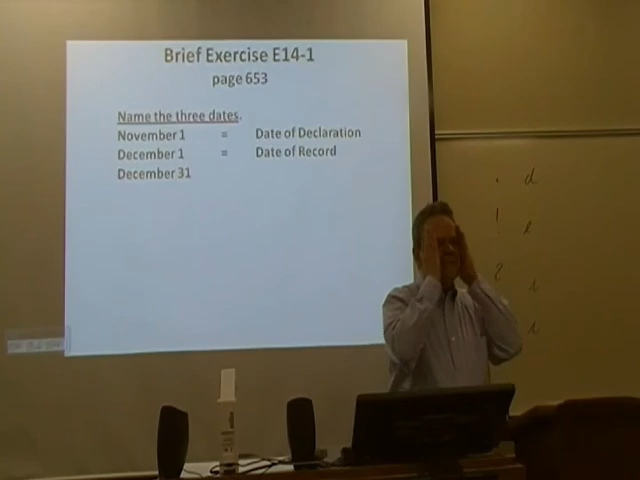 Brief Exercise E14-1
page 653
Name the three dates.
November 1 = Date of Declaration
December 1 = Date of Record
December 31
. d
! e
? i
i